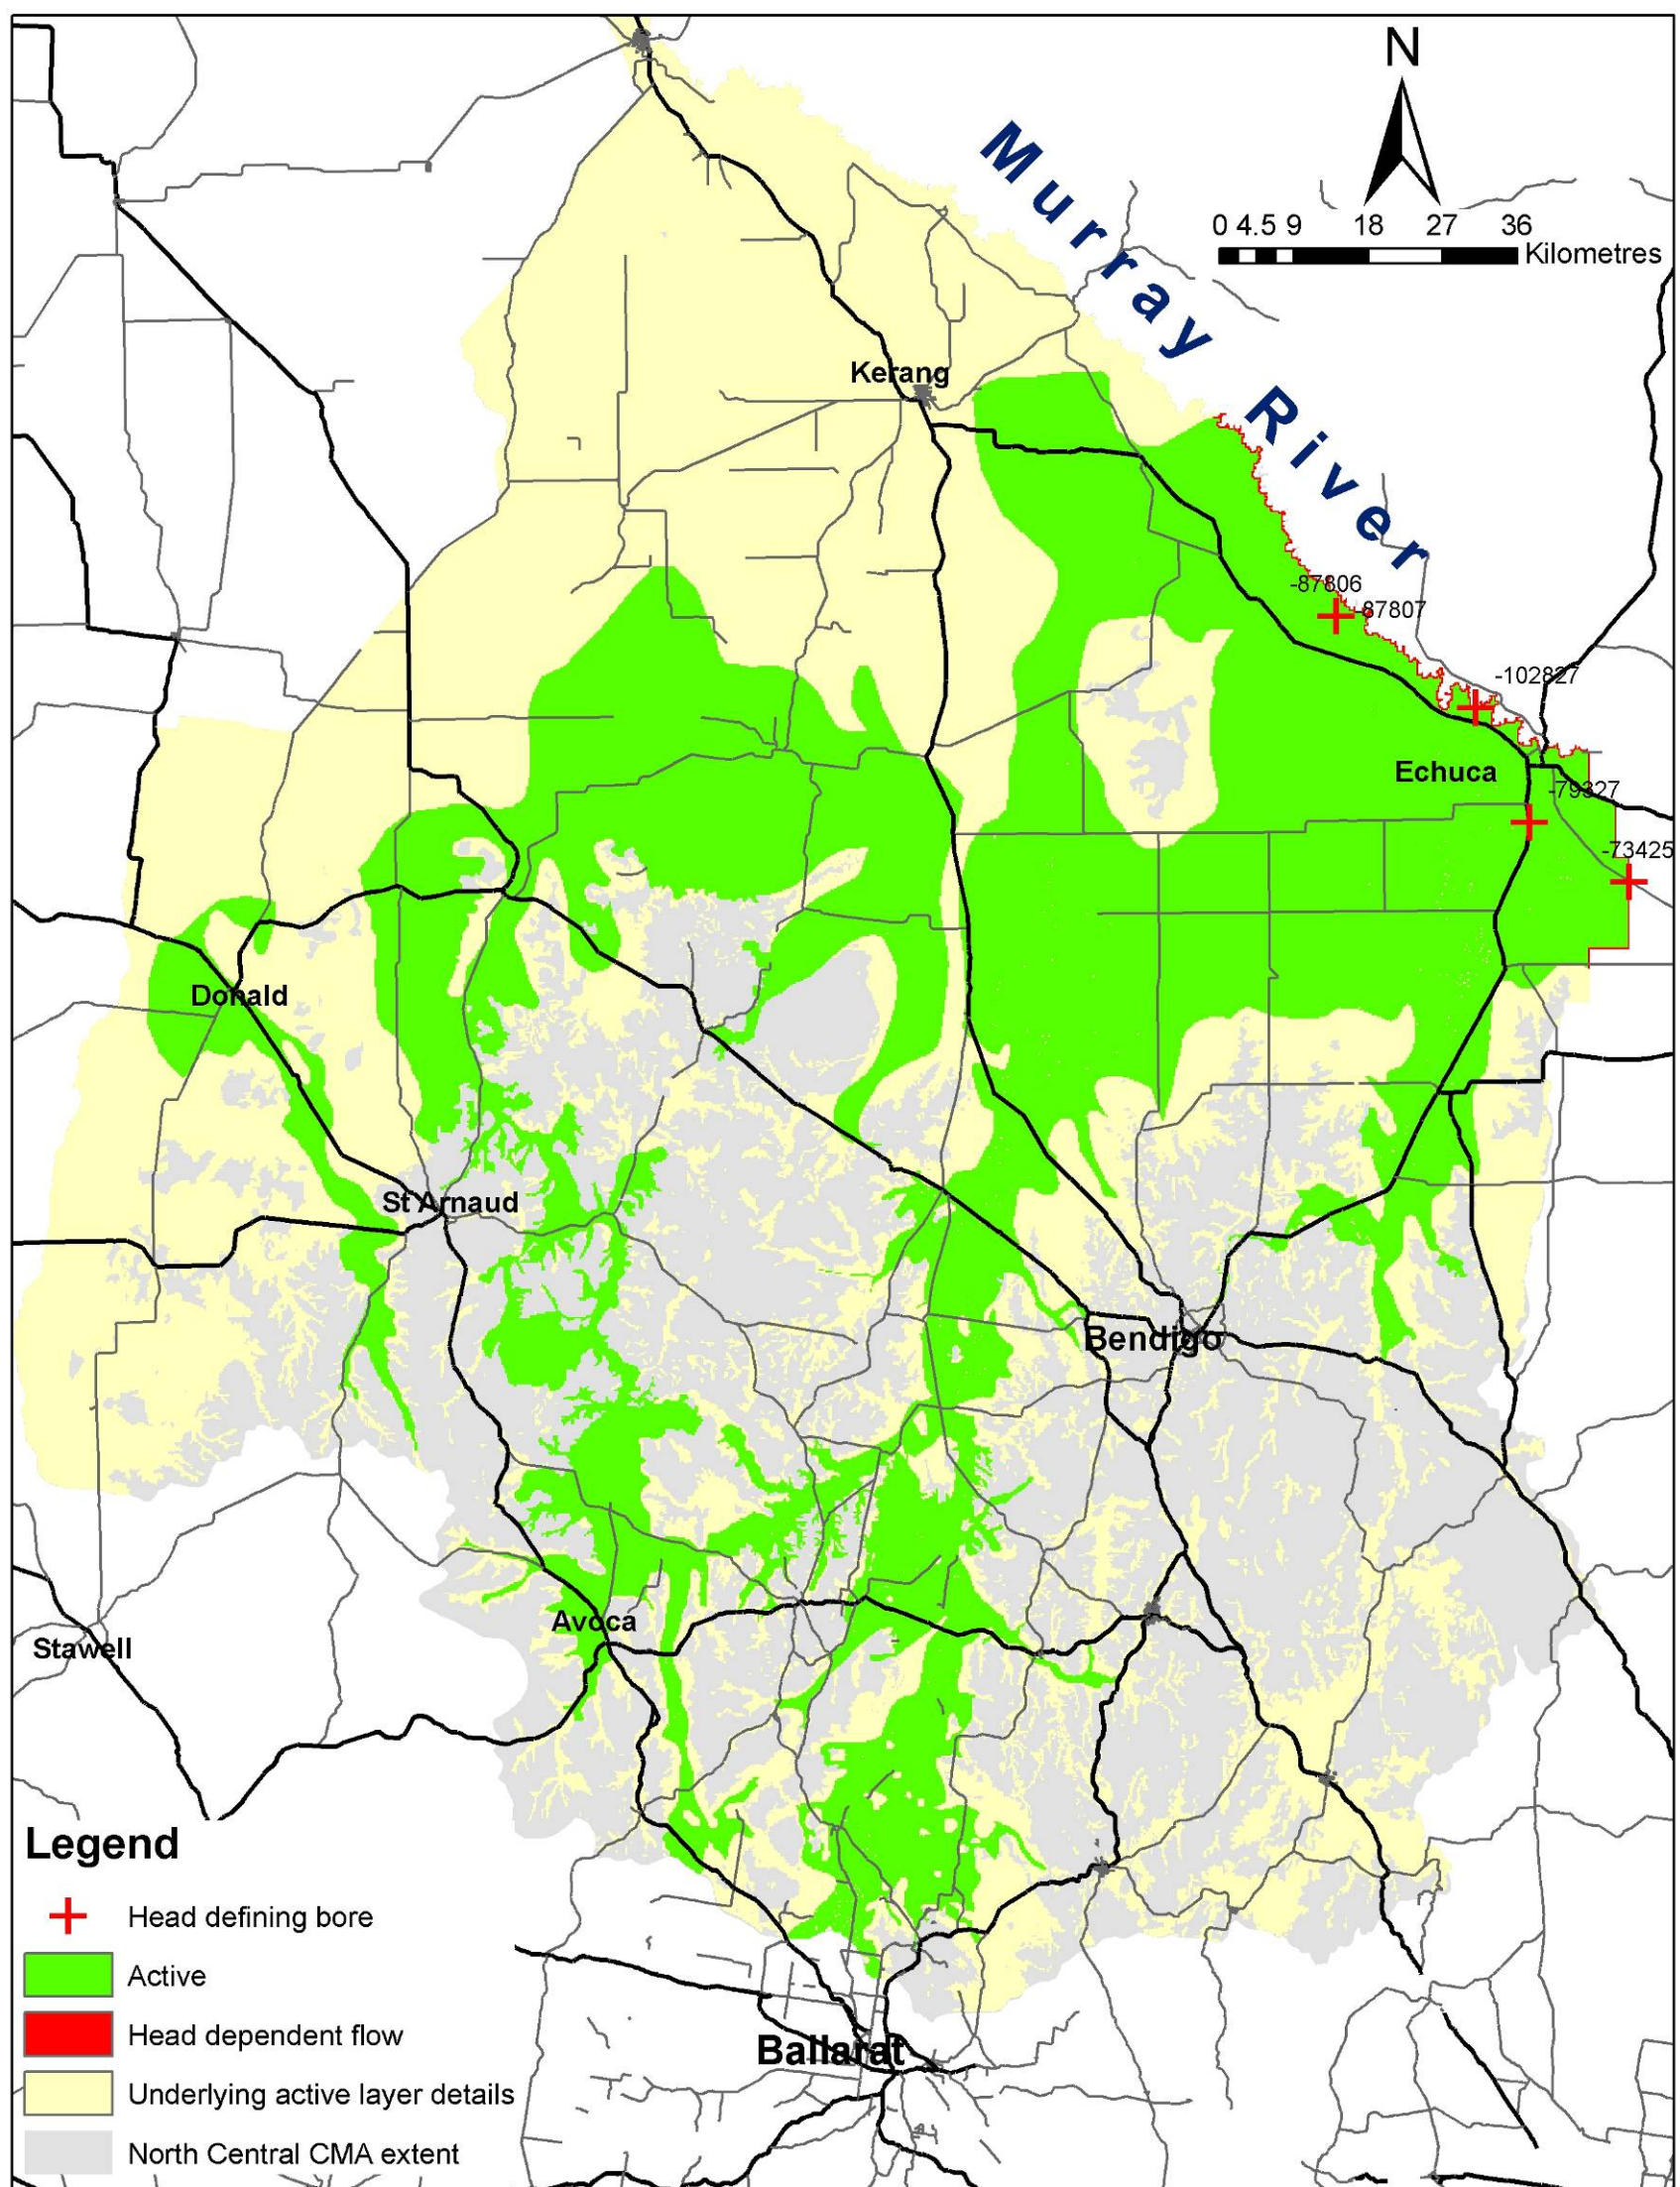 N
Murray River
0 4.5 9 18 27 36
Kilometres
Kerang
-87806
-87807
-102827
Echuca
-79327
-73425
Donald
St Arnaud
Bendigo
Avoca
Stawell
Ballarat
Legend
Head defining bore
Active
Head dependent flow
Underlying active layer details
North Central CMA extent